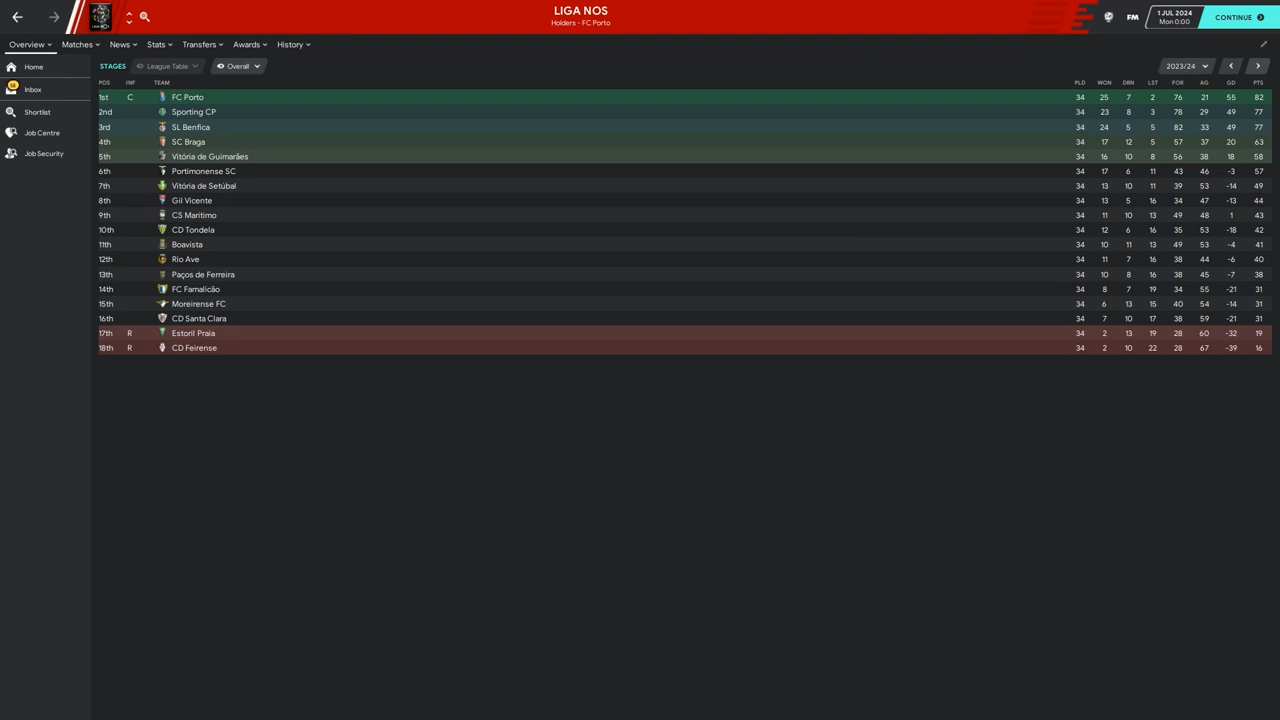 LIGA NOS
Holders - FC Porto
1 JUL 2024
Mon 0:00
FM
CONTINUE
Overview Matches News Stats Transfers Awards History
Home
Inbox
Shortlist
Job Centre
Job Security
STAGES League Table Overall 2023/24
POS INF TEAM PLD WON DRN LST FOR AG GD PTS
1st C FC Porto 34 25 7 2 76 21 55 82
2nd Sporting CP 34 23 8 3 78 29 49 77
3rd SL Benfica 34 24 5 5 82 33 49 77
4th SC Braga 34 17 12 5 57 37 20 63
5th Vitória de Guimarães 34 16 10 8 56 38 18 58
6th Portimonense SC 34 17 6 11 43 46 -3 57
7th Vitória de Setúbal 34 13 10 11 39 53 -14 49
8th Gil Vicente 34 13 5 16 34 47 -13 44
9th CS Marítimo 34 11 10 13 49 48 1 43
10th CD Tondela 34 12 6 16 35 53 -18 42
11th Boavista 34 10 11 13 49 53 -4 41
12th Rio Ave 34 11 7 16 38 44 -6 40
13th Paços de Ferreira 34 10 8 16 38 45 -7 38
14th FC Famalicão 34 8 7 19 34 55 -21 31
15th Moreirense FC 34 6 13 15 40 54 -14 31
16th CD Santa Clara 34 7 10 17 38 59 -21 31
17th R Estoril Praia 34 2 13 19 28 60 -32 19
18th R CD Feirense 34 2 10 22 28 67 -39 16